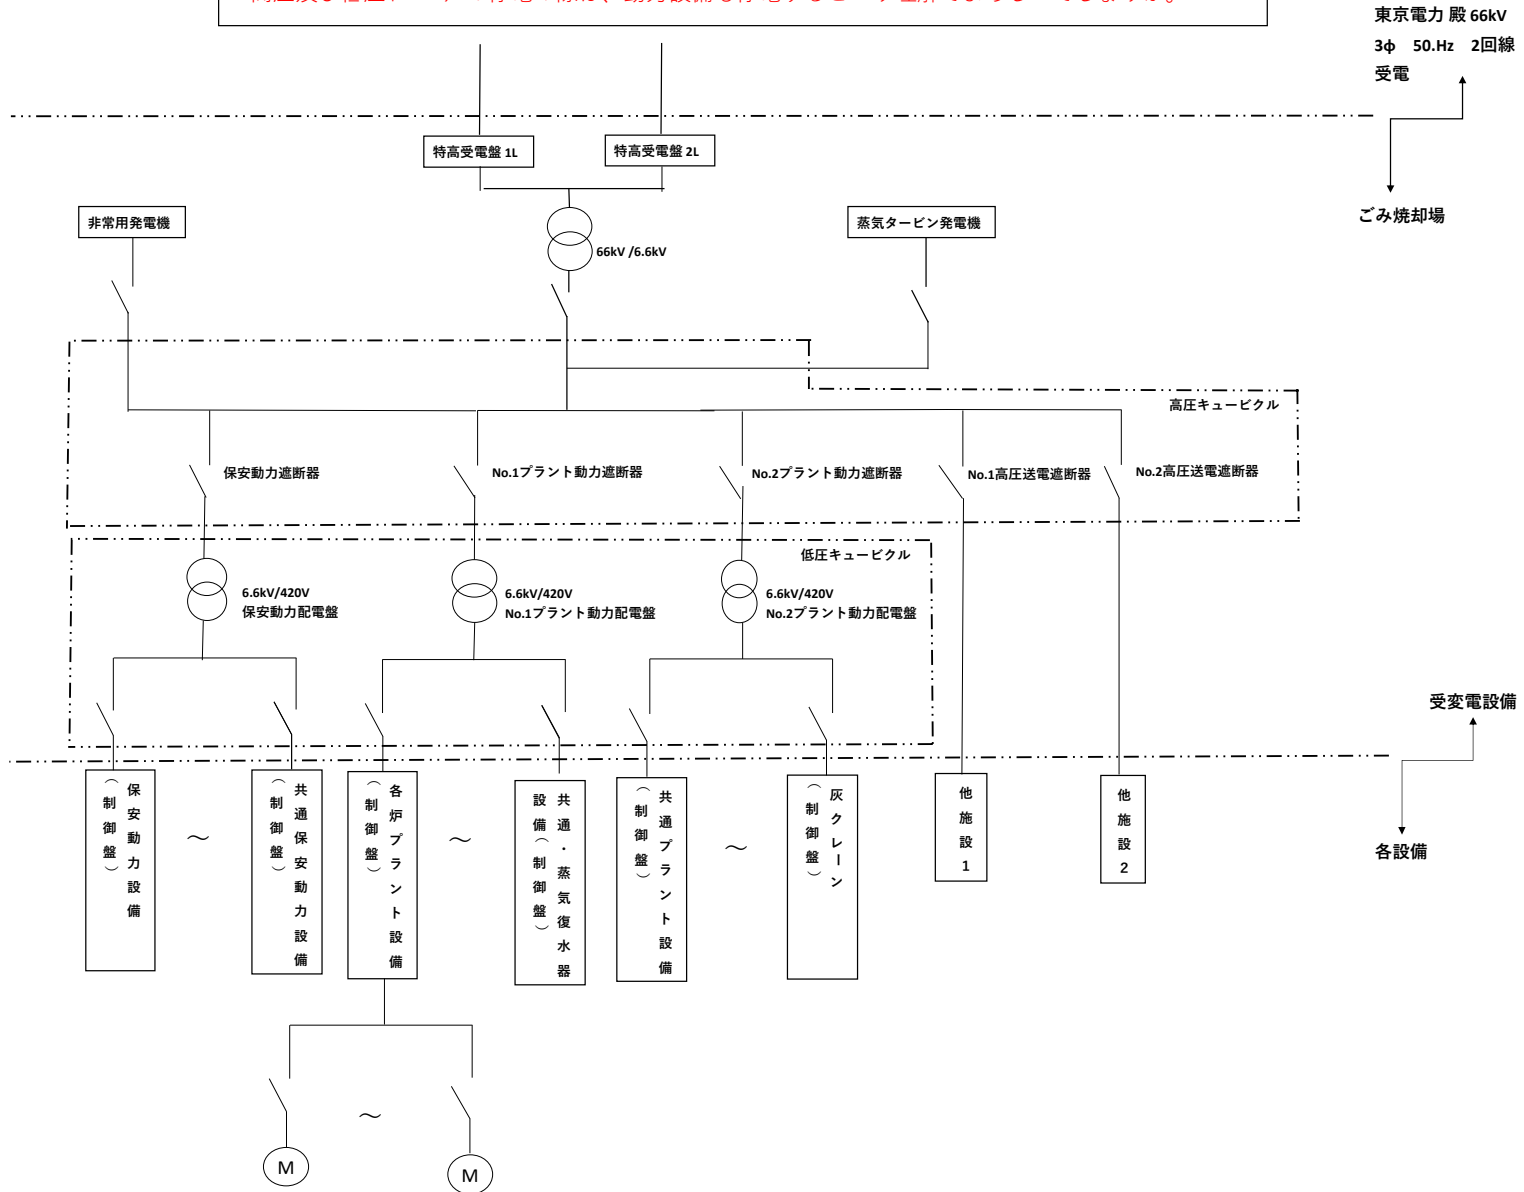 東京電力 殿 66kV
3φ 50.Hz 2回線
受電
特高受電盤 1L
特高受電盤 2L
非常用発電機
蒸気タービン発電機
ごみ焼却場
66kV /6.6kV
高圧キュービクル
保安動力遮断器
No.1プラント動力遮断器
No.2プラント動力遮断器
No.1高圧送電遮断器
No.2高圧送電遮断器
低圧キュービクル
6.6kV/420V
保安動力配電盤
6.6kV/420V
No.1プラント動力配電盤
6.6kV/420V
No.2プラント動力配電盤
受変電設備
保安動力設備
（制御盤）
～
共通保安動力設備
（制御盤）
各炉プラント設備
（制御盤）
～
共通・蒸気復水器
設備（制御盤）
共通プラント設備
（制御盤）
～
灰クレーン
（制御盤）
他施設1
他施設2
各設備
～
M
M